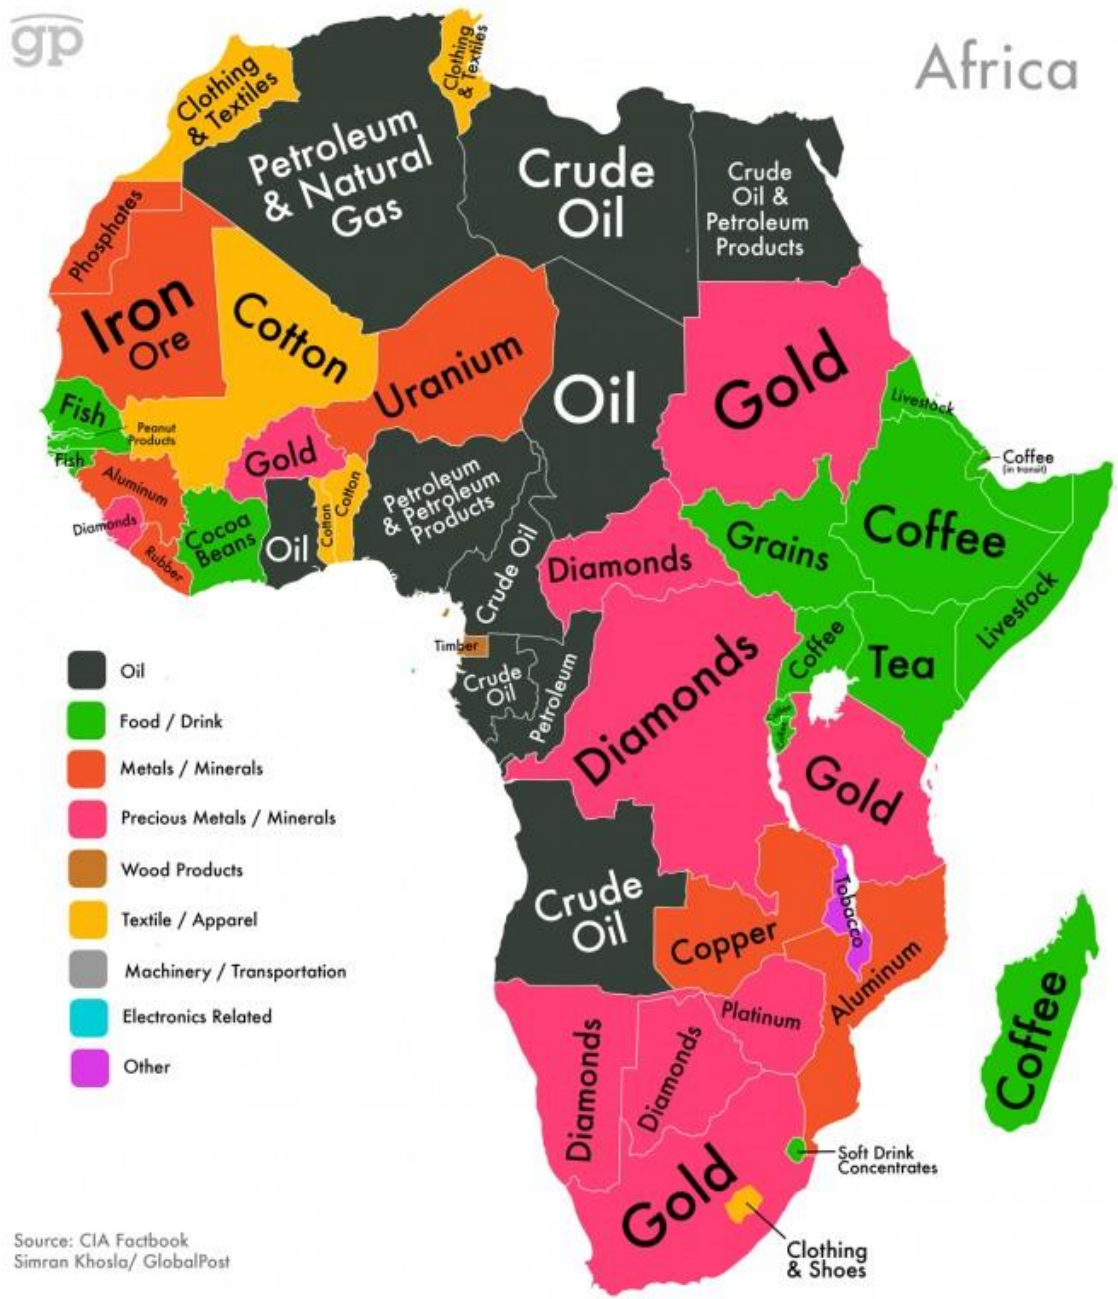 gp
Africa
Clothing
& Textiles
Clothing
& Textiles
Petroleum
& Natural
Gas
Crude
Oil
Crude
Oil &
Petroleum
Products
Phosphates
Iron
Ore
Cotton
Uranium
Oil
Gold
Livestock
Fish
Peanut
Products
Fish
Gold
Coffee
(in transit)
Aluminum
Diamonds
Rubber
Cocoa
Beans
Oil
Cotton
Cotton
Petroleum
& Petroleum
Products
Crude Oil
Diamonds
Grains
Coffee
Livestock
Timber
Crude
Oil
Petroleum
Diamonds
Coffee
Tea
Coffee
Gold
Oil
Food / Drink
Metals / Minerals
Precious Metals / Minerals
Wood Products
Textile / Apparel
Machinery / Transportation
Electronics Related
Other
Crude
Oil
Copper
Tobacco
Aluminum
Platinum
Diamonds
Diamonds
Coffee
Gold
Soft Drink
Concentrates
Clothing
& Shoes
Source: CIA Factbook
Simran Khosla/ GlobalPost